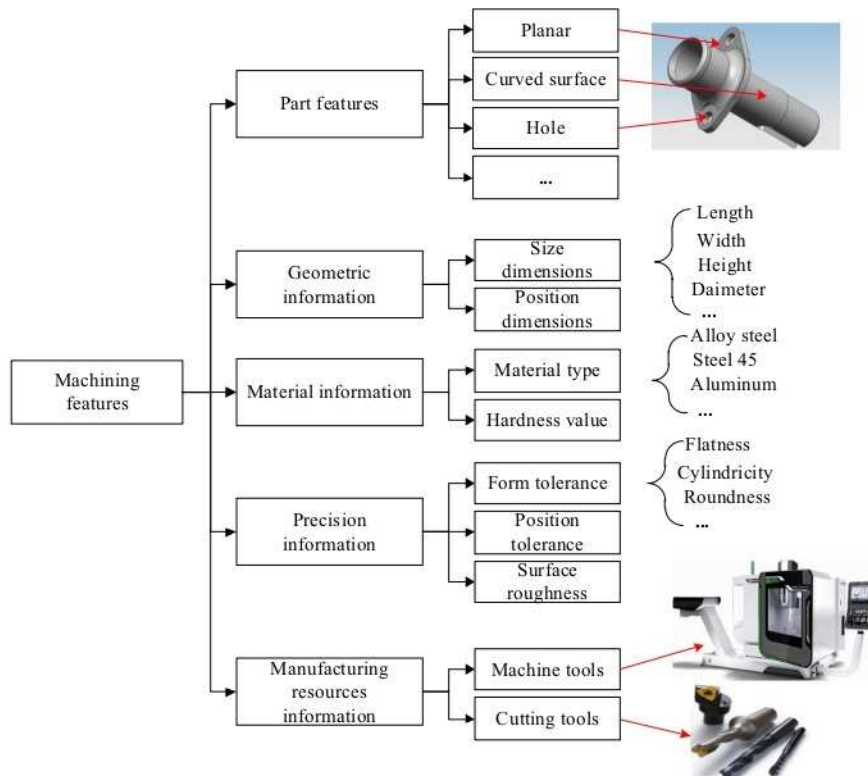 Planar
Part features
Curved surface
Hole
...
Geometric
information
Size
dimensions
Position
dimensions
Length
Width
Height
Daimeter
...
Machining
features
Material information
Material type
Hardness value
Alloy steel
Steel 45
Aluminum
...
Precision
information
Form tolerance
Position
tolerance
Surface
roughness
Flatness
Cylindricity
Roundness
...
Manufacturing
resources
information
Machine tools
Cutting tools